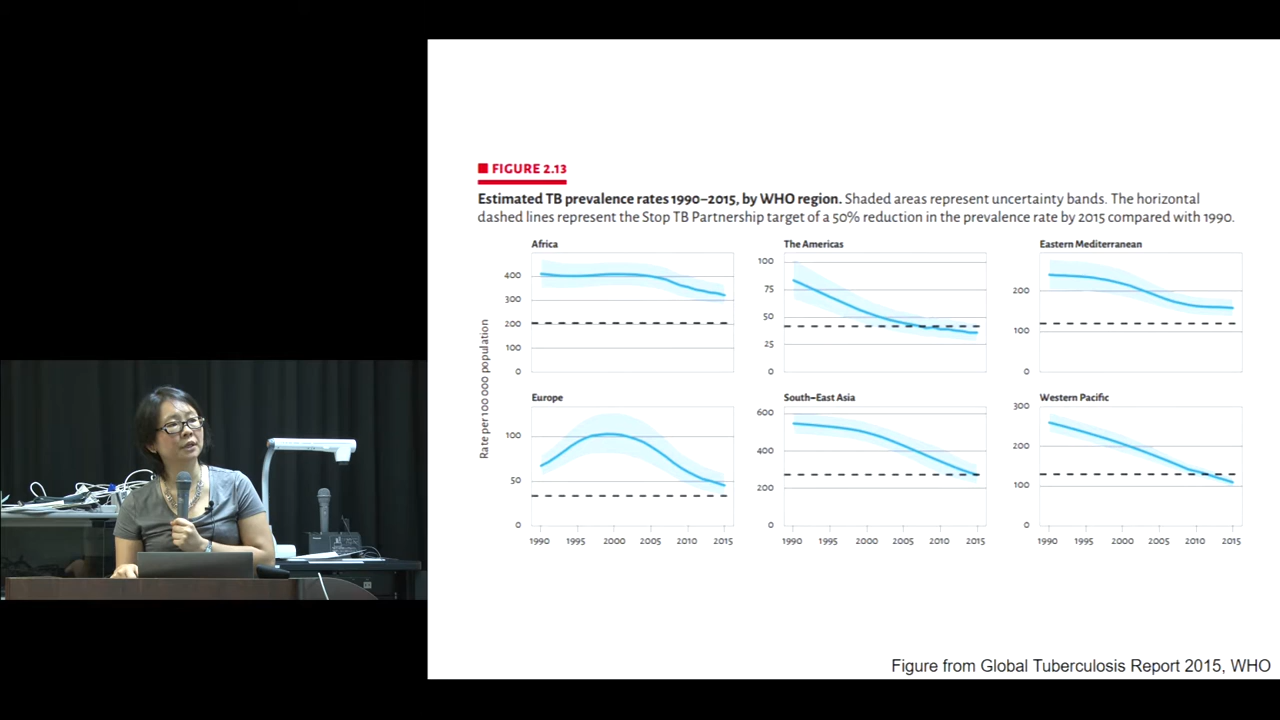 FIGURE 2.13
Estimated TB prevalence rates 1990–2015, by WHO region. Shaded areas represent uncertainty bands. The horizontal
dashed lines represent the Stop TB Partnership target of a 50% reduction in the prevalence rate by 2015 compared with 1990.
Rate per 100 000 population
Africa
400
300
200
100
0
The Americas
100
75
50
25
0
Eastern Mediterranean
200
100
0
Europe
100
50
0
1990 1995 2000 2005 2010 2015
South–East Asia
600
400
200
0
1990 1995 2000 2005 2010 2015
Western Pacific
300
200
100
0
1990 1995 2000 2005 2010 2015
Figure from Global Tuberculosis Report 2015, WHO